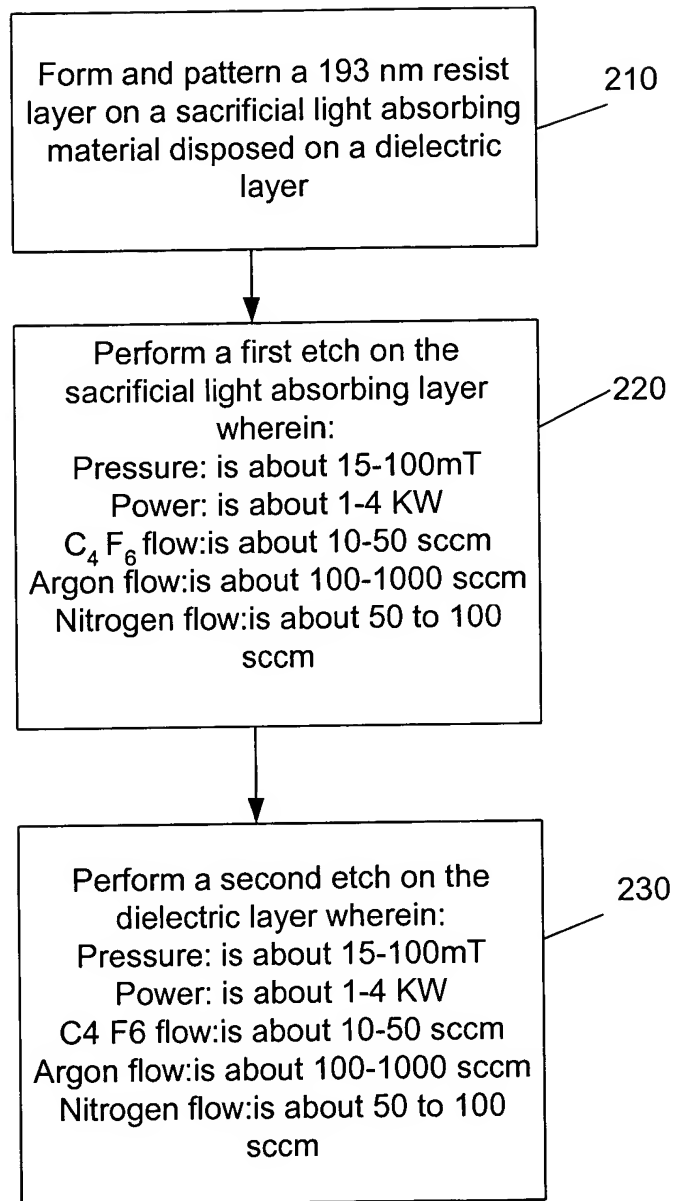 Form and pattern a 193 nm resist
layer on a sacrificial light absorbing
material disposed on a dielectric
layer
210
Perform a first etch on the
sacrificial light absorbing layer
wherein:
Pressure: is about 15-100mT
Power: is about 1-4 KW
C₄ F₆ flow:is about 10-50 sccm
Argon flow:is about 100-1000 sccm
Nitrogen flow:is about 50 to 100
sccm
220
Perform a second etch on the
dielectric layer wherein:
Pressure: is about 15-100mT
Power: is about 1-4 KW
C4 F6 flow:is about 10-50 sccm
Argon flow:is about 100-1000 sccm
Nitrogen flow:is about 50 to 100
sccm
230